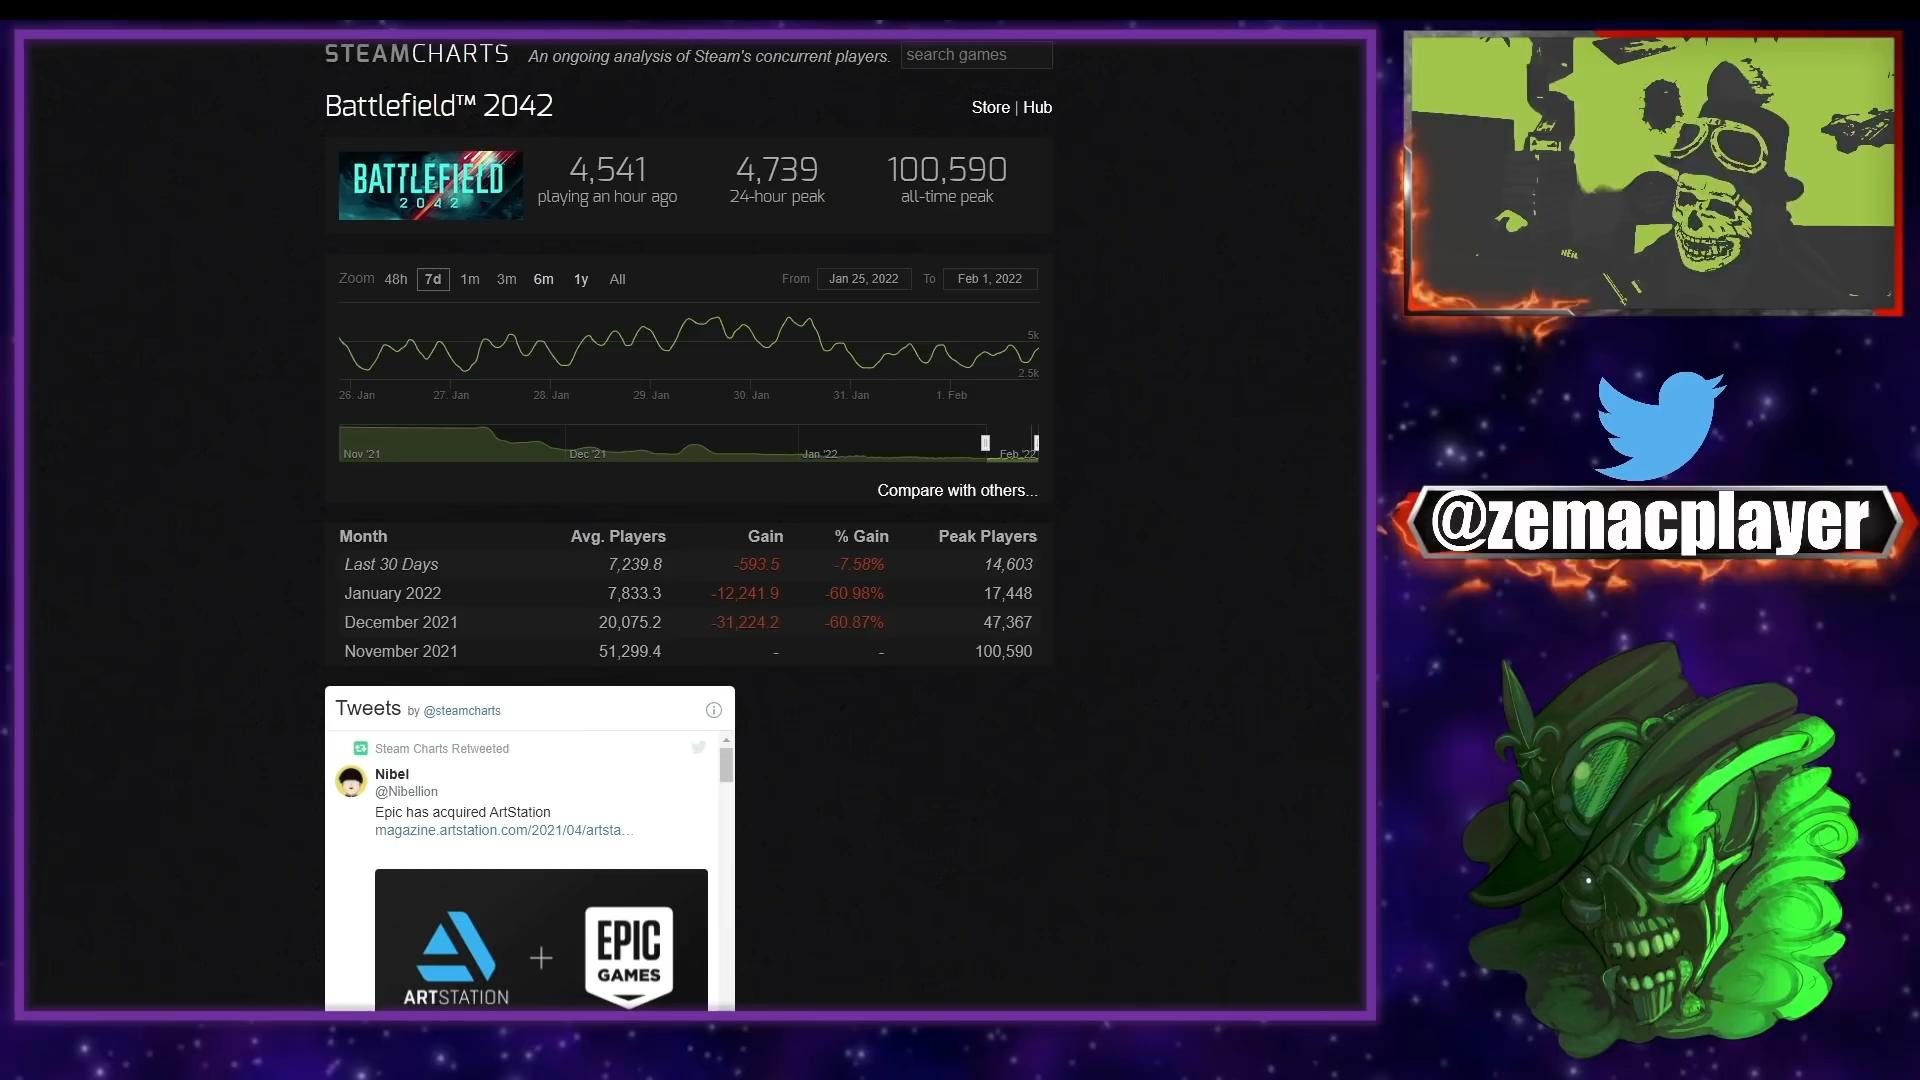 STEAMCHARTS An ongoing analysis of Steam's concurrent players. search games
Battlefield™ 2042 Store | Hub
BATTLEFIELD
2042
4,541 4,739 100,590
playing an hour ago 24-hour peak all-time peak
Zoom 48h 7d 1m 3m 6m 1y All From Jan 25, 2022 To Feb 1, 2022
5k
2.5k
26. Jan 27. Jan 28. Jan 29. Jan 30. Jan 31. Jan 1. Feb
Nov '21 Dec '21 Jan '22 Feb '22
Compare with others...
Month Avg. Players Gain % Gain Peak Players
Last 30 Days 7,239.8 -593.5 -7.58% 14,603
January 2022 7,833.3 -12,241.9 -60.98% 17,448
December 2021 20,075.2 -31,224.2 -60.87% 47,367
November 2021 51,299.4 - - 100,590
Tweets by @steamcharts
Steam Charts Retweeted
Nibel
@Nibellion
Epic has acquired ArtStation
magazine.artstation.com/2021/04/artsta…
ARTSTATION + EPIC GAMES
@zemacplayer